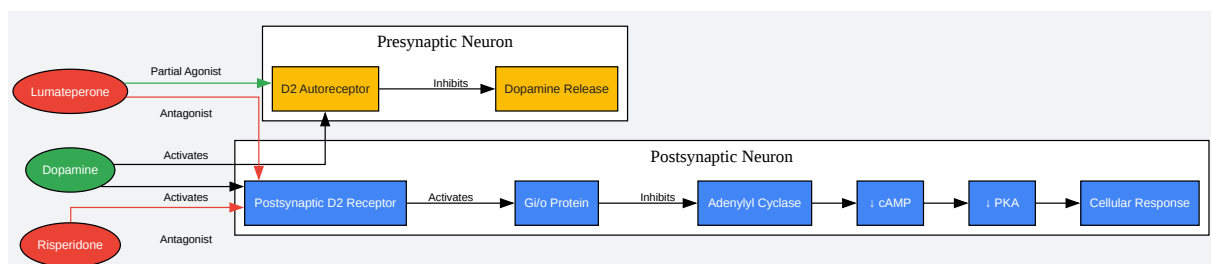 Presynaptic Neuron
Partial Agonist
Lumateperone
D2 Autoreceptor
Inhibits
Dopamine Release
Antagonist
Activates
Postsynaptic Neuron
Dopamine
Activates
Postsynaptic D2 Receptor
Activates
Gi/o Protein
Inhibits
Adenylyl Cyclase
↓ cAMP
↓ PKA
Cellular Response
Risperidone
Antagonist